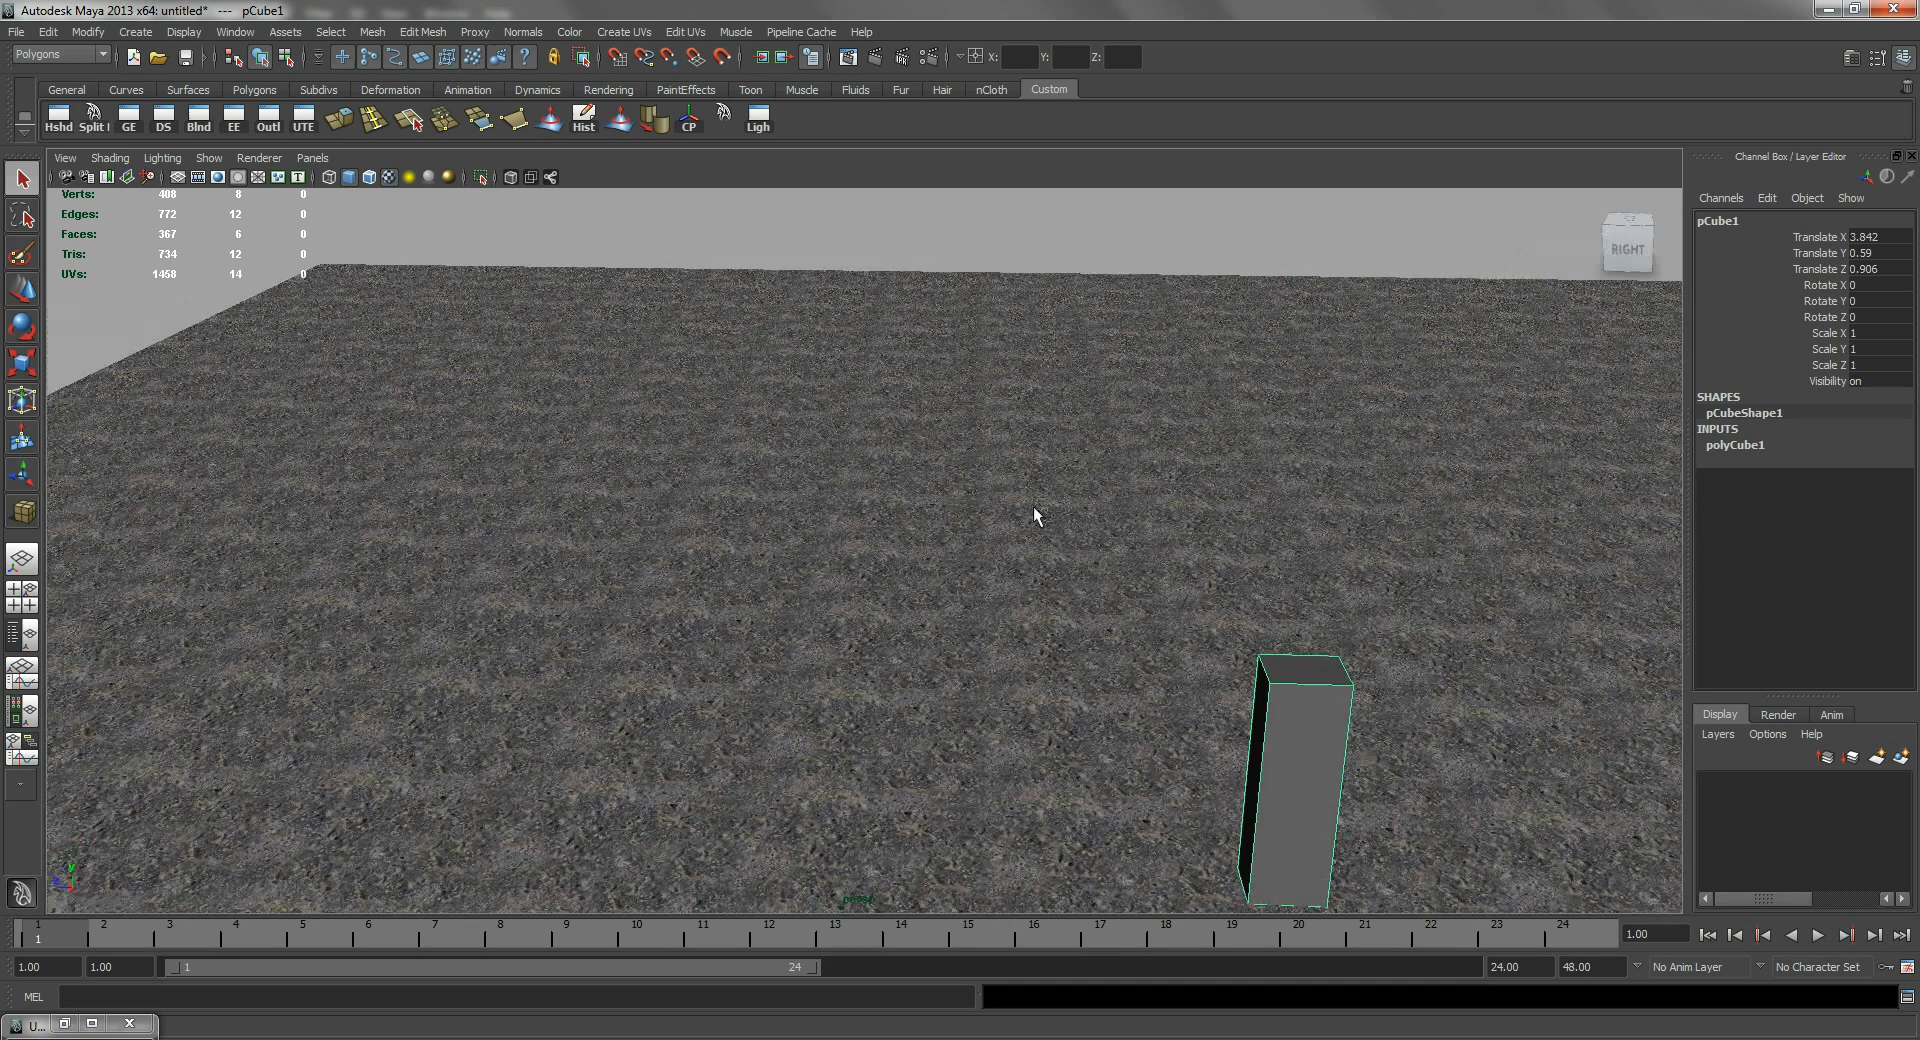 Autodesk Maya 2013 x64: untitled* --- pCube1
File Edit Modify Create Display Window Assets Select Mesh Edit Mesh Proxy Normals Color Create UVs Edit UVs Muscle Pipeline Cache Help
Polygons X: Y: Z:
General Curves Surfaces Polygons Subdivs Deformation Animation Dynamics Rendering PaintEffects Toon Muscle Fluids Fur Hair nCloth Custom
Hshd Split GE DS Blnd EE Outl UTE Hist CP Ligh
View Shading Lighting Show Renderer Panels
Channel Box / Layer Editor
Channels Edit Object Show
Verts: 408 8 0
Edges: 772 12 0
Faces: 367 6 0
Tris: 734 12 0
UVs: 1458 14 0
RIGHT
pCube1
Translate X 3.842
Translate Y 0.59
Translate Z 0.906
Rotate X 0
Rotate Y 0
Rotate Z 0
Scale X 1
Scale Y 1
Scale Z 1
Visibility on
SHAPES
pCubeShape1
INPUTS
polyCube1
Display Render Anim
Layers Options Help
y
persp
1 2 3 4 5 6 7 8 9 10 11 12 13 14 15 16 17 18 19 20 21 22 23 24
1
1.00
1.00 1.00 1 24 24.00 48.00 No Anim Layer No Character Set
MEL
U...